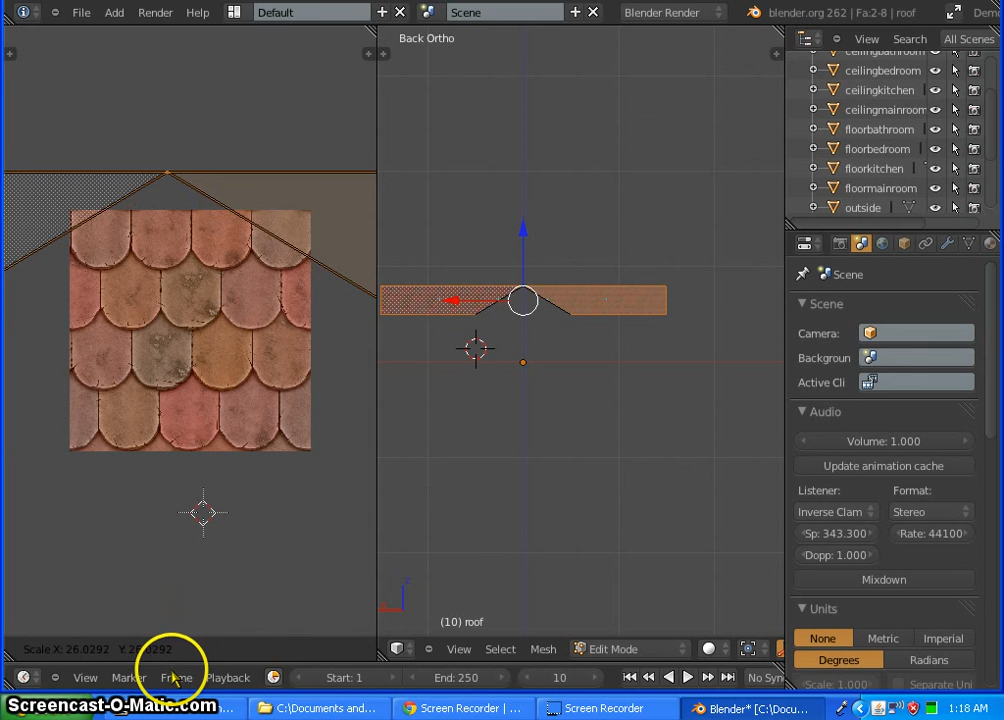 File Add Render Help Default Scene Blender Render blender.org 262 | Fa:2-8 | roof
Back Ortho
View Search All Scenes
ceilingbathroom
ceilingbedroom
ceilingkitchen
ceilingmainroom
floorbathroom
floorbedroom
floorkitchen
floormainroom
outside
Scene
Scene
Camera:
Backgroun
Active Cli
Audio
Volume: 1.000
Update animation cache
Listener: Format:
Inverse Clam Stereo
Sp: 343.300 Rate: 44100
Dopp: 1.000
Mixdown
Units
None Metric Imperial
Degrees Radians
Scale: 1.000 Separate Uni
(10) roof
Scale X: 26.0292 Y: 26.0292
View Select Mesh Edit Mode
View Marker Frame Playback Start: 1 End: 250 10 No Syn
Screencast-O-Matic.com
C:\Documents and... Screen Recorder | ... Screen Recorder Blender* [C:\Docum... 1:18 AM